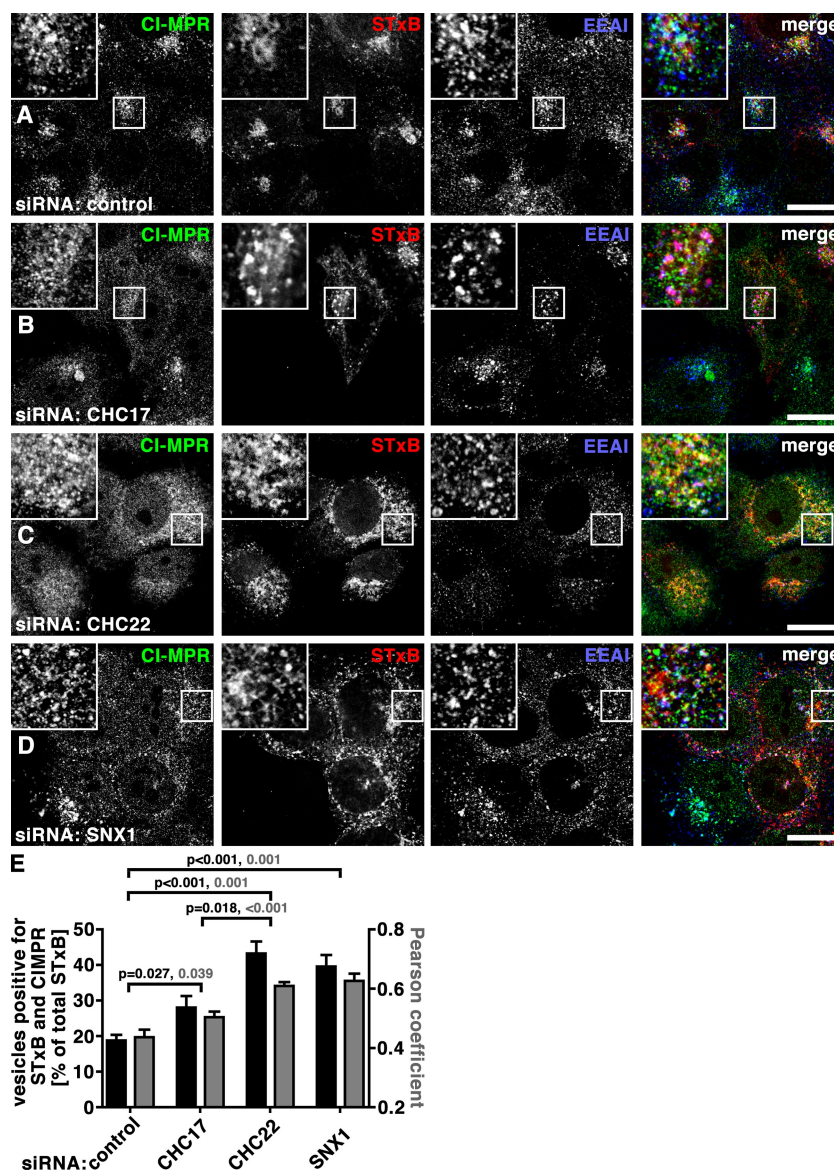 CI-MPR STxB EEAI merge
A
siRNA: control
CI-MPR STxB EEAI merge
B
siRNA: CHC17
CI-MPR STxB EEAI merge
C
siRNA: CHC22
CI-MPR STxB EEAI merge
D
siRNA: SNX1
E
p<0.001, 0.001
p<0.001, 0.001
p=0.018, <0.001
p=0.027, 0.039
vesicles positive for
STxB and CIMPR
[% of total STxB]
50
40
30
20
10
0
0.8
0.6
0.4
0.2
Pearson coefficient
siRNA: control CHC17 CHC22 SNX1